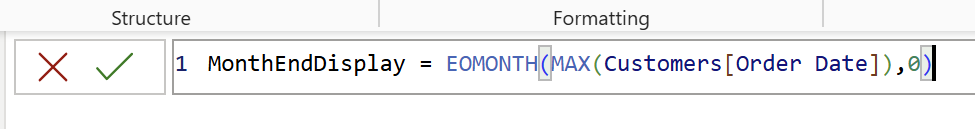 Structure
Formatting
1 MonthEndDisplay = EOMONTH(MAX(Customers[Order Date]),0)